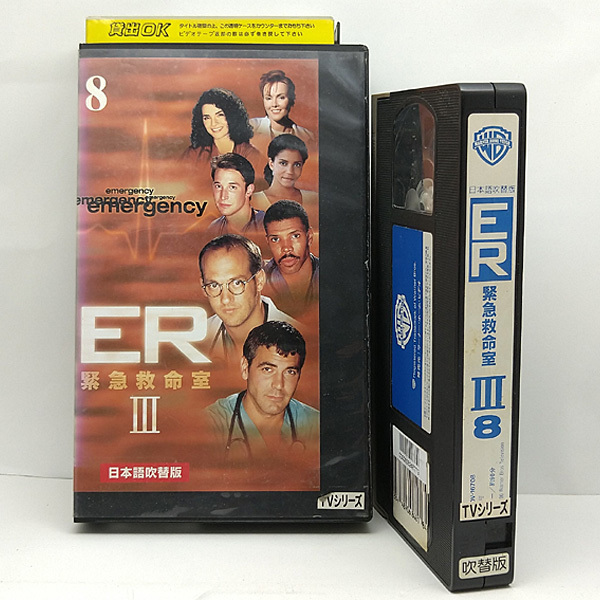 貸出OK
8
emergency
emergency
emergency
emergency
ER
緊急救命室
III
日本語吹替版
TVシリーズ
日本語吹替版
ER
緊急救命室
III
8
TVシリーズ
吹替版